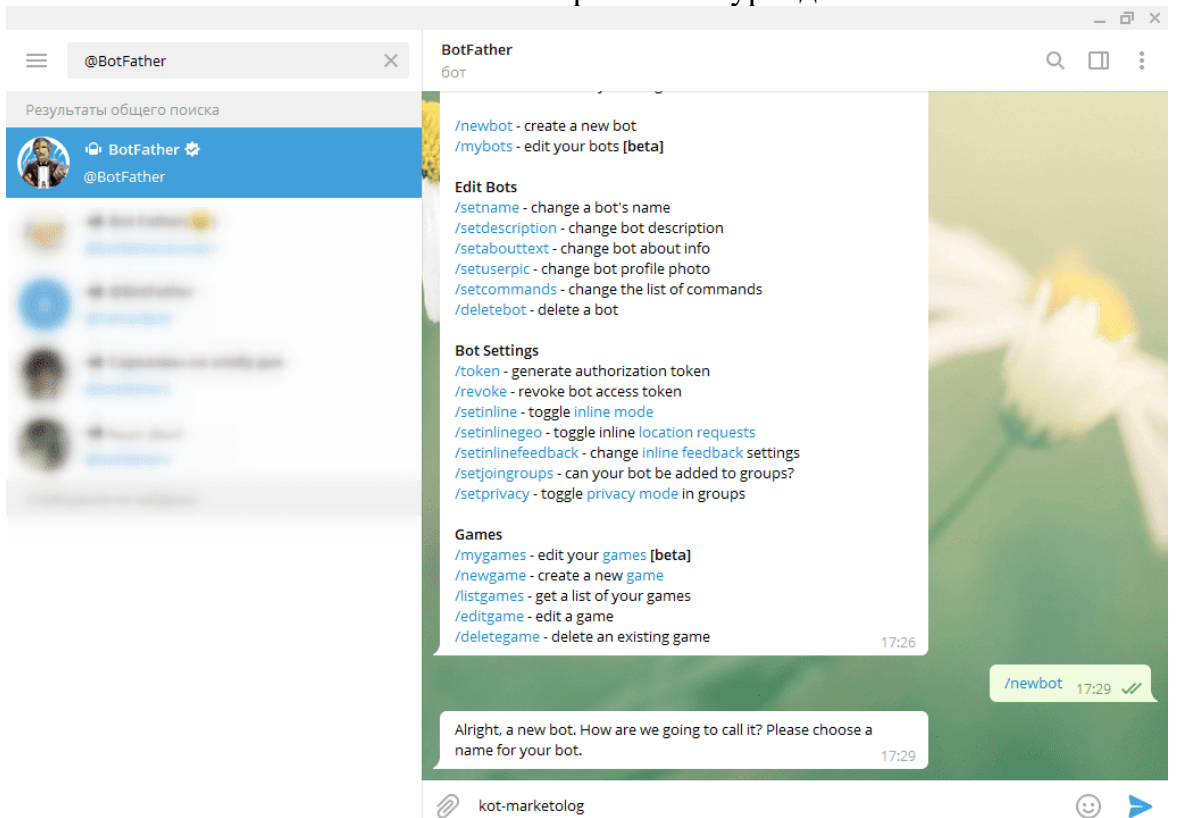 @BotFather
BotFather
бот
Результаты общего поиска
BotFather
@BotFather
/newbot - create a new bot
/mybots - edit your bots [beta]
Edit Bots
/setname - change a bot's name
/setdescription - change bot description
/setabouttext - change bot about info
/setuserpic - change bot profile photo
/setcommands - change the list of commands
/deletebot - delete a bot
Bot Settings
/token - generate authorization token
/revoke - revoke bot access token
/setinline - toggle inline mode
/setinlinegeo - toggle inline location requests
/setinlinefeedback - change inline feedback settings
/setjoingroups - can your bot be added to groups?
/setprivacy - toggle privacy mode in groups
Games
/mygames - edit your games [beta]
/newgame - create a new game
/listgames - get a list of your games
/editgame - edit a game
/deletegame - delete an existing game
17:26
/newbot 17:29
Alright, a new bot. How are we going to call it? Please choose a
name for your bot.
17:29
kot-marketolog